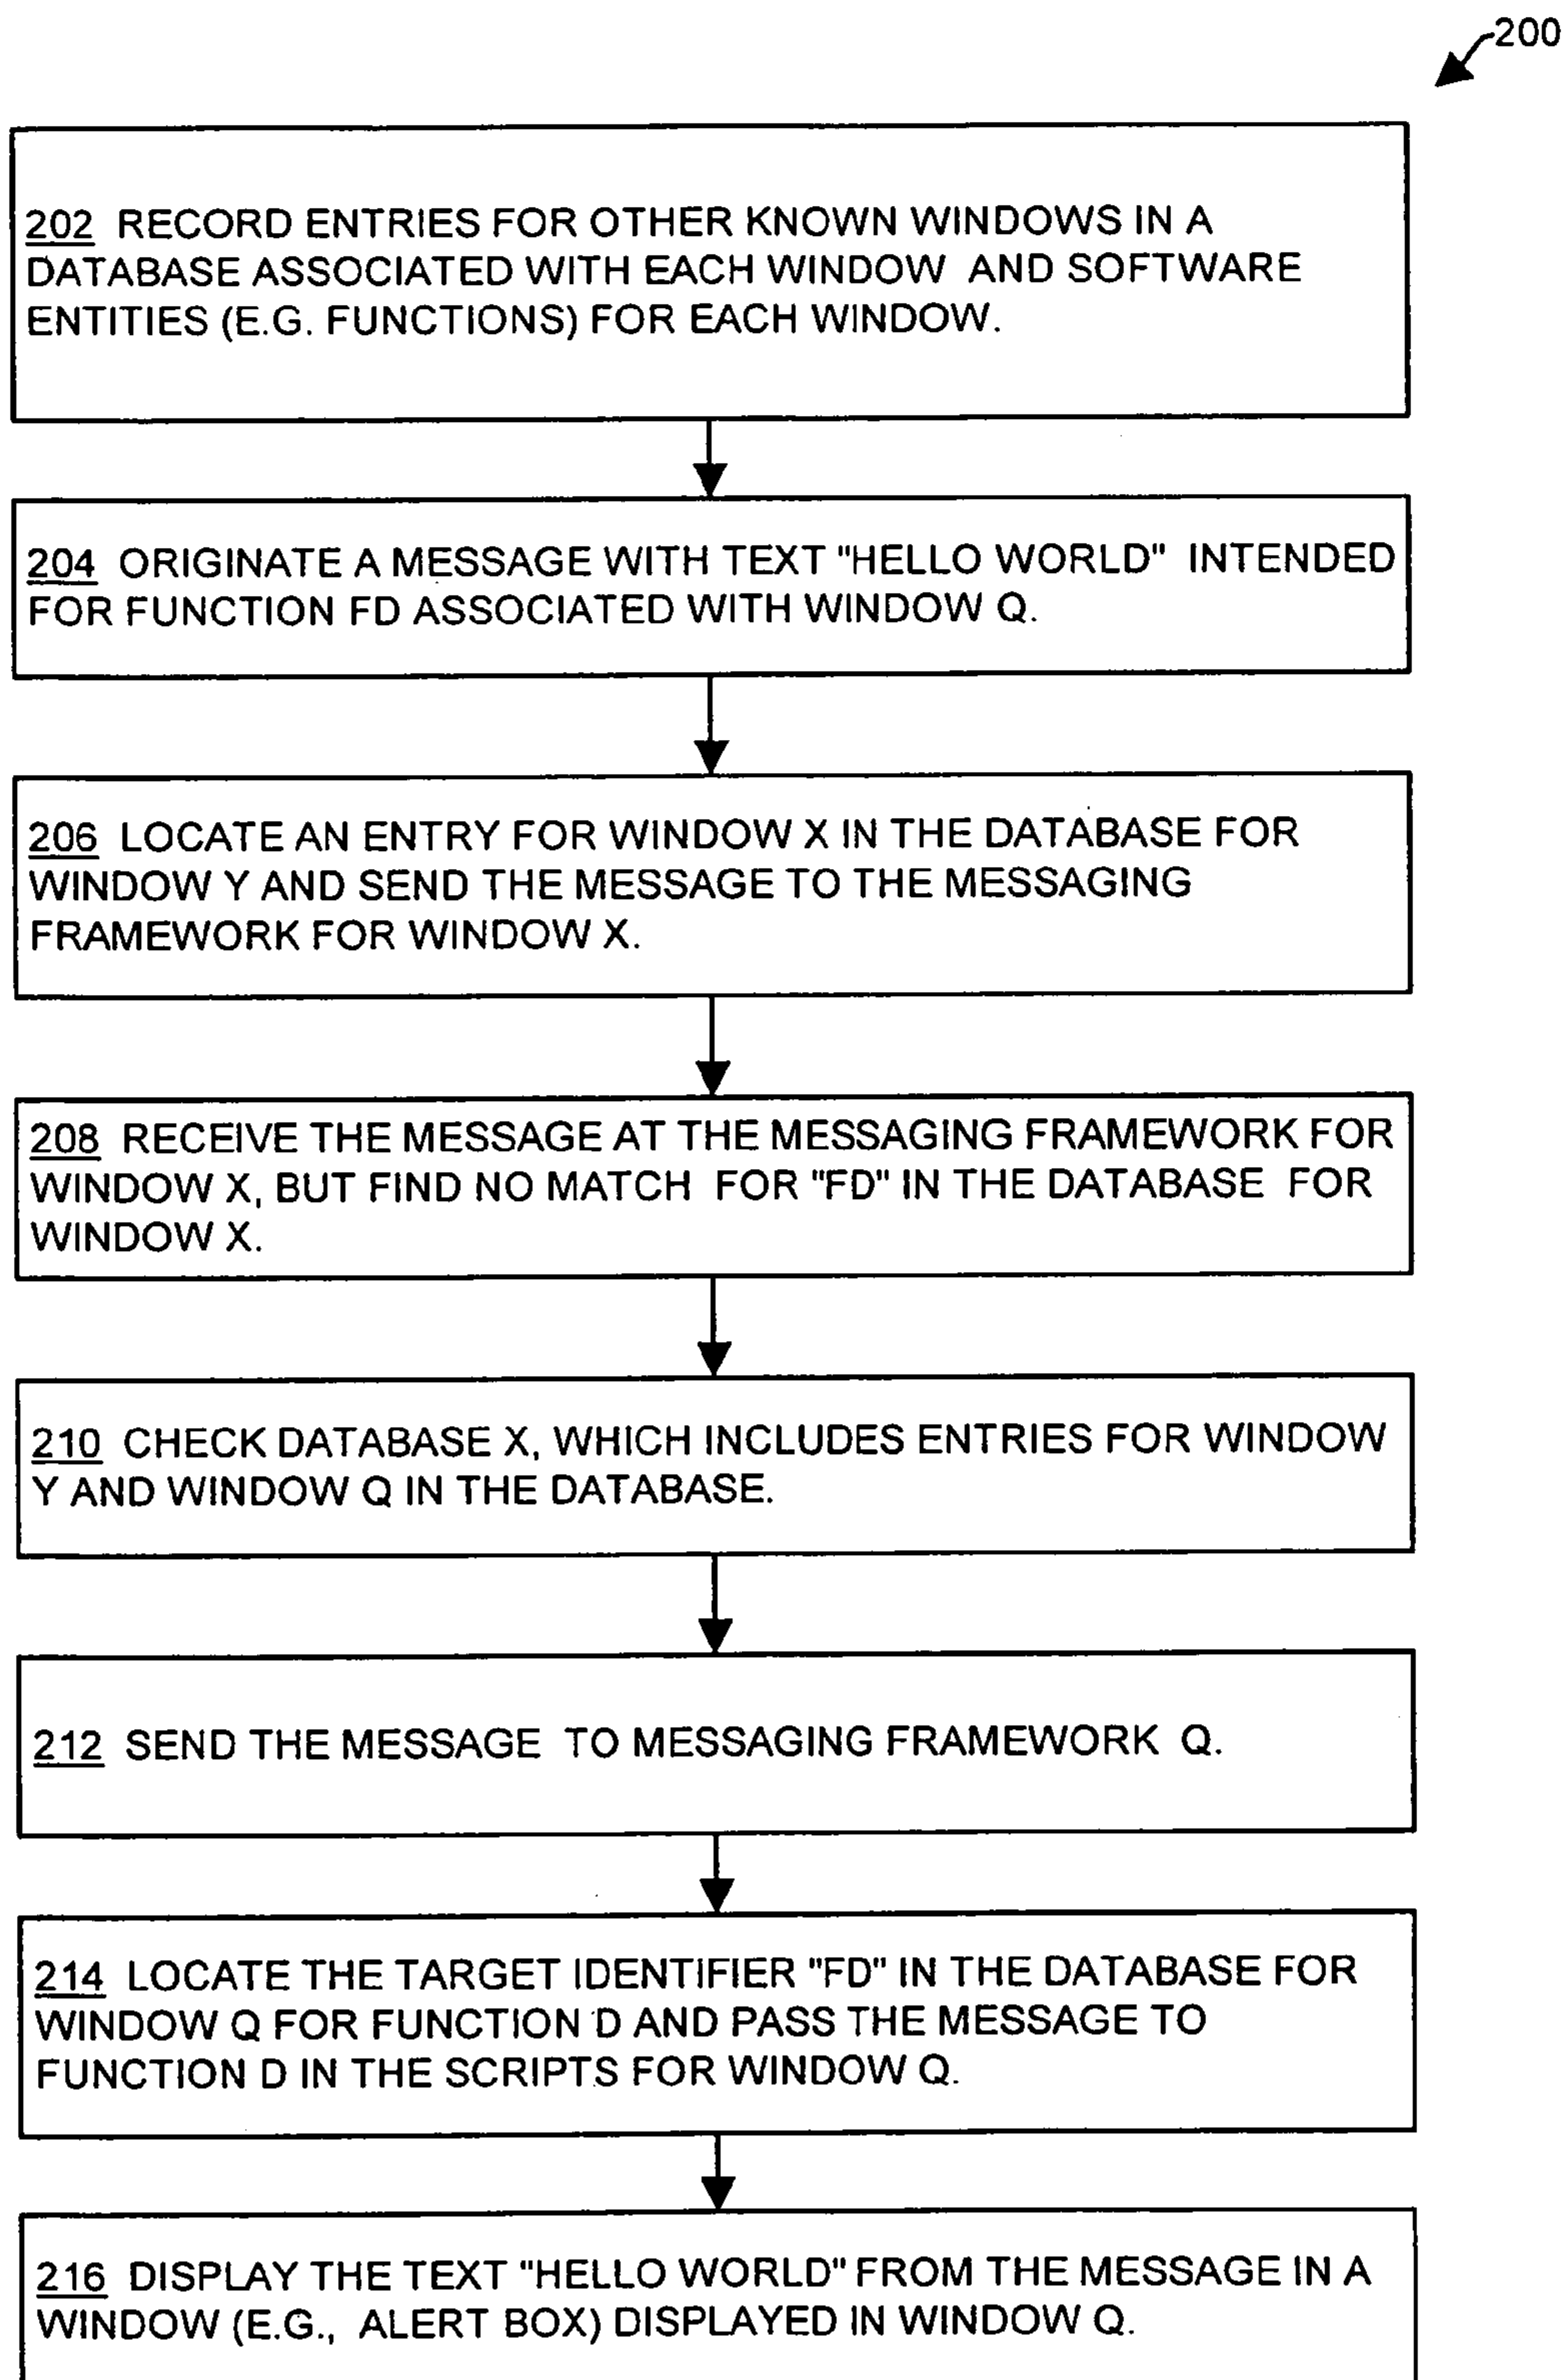 200
202 RECORD ENTRIES FOR OTHER KNOWN WINDOWS IN A
DATABASE ASSOCIATED WITH EACH WINDOW AND SOFTWARE
ENTITIES (E.G. FUNCTIONS) FOR EACH WINDOW.
204 ORIGINATE A MESSAGE WITH TEXT "HELLO WORLD" INTENDED
FOR FUNCTION FD ASSOCIATED WITH WINDOW Q.
206 LOCATE AN ENTRY FOR WINDOW X IN THE DATABASE FOR
WINDOW Y AND SEND THE MESSAGE TO THE MESSAGING
FRAMEWORK FOR WINDOW X.
208 RECEIVE THE MESSAGE AT THE MESSAGING FRAMEWORK FOR
WINDOW X, BUT FIND NO MATCH FOR "FD" IN THE DATABASE FOR
WINDOW X.
210 CHECK DATABASE X, WHICH INCLUDES ENTRIES FOR WINDOW
Y AND WINDOW Q IN THE DATABASE.
212 SEND THE MESSAGE TO MESSAGING FRAMEWORK Q.
214 LOCATE THE TARGET IDENTIFIER "FD" IN THE DATABASE FOR
WINDOW Q FOR FUNCTION D AND PASS THE MESSAGE TO
FUNCTION D IN THE SCRIPTS FOR WINDOW Q.
216 DISPLAY THE TEXT "HELLO WORLD" FROM THE MESSAGE IN A
WINDOW (E.G., ALERT BOX) DISPLAYED IN WINDOW Q.